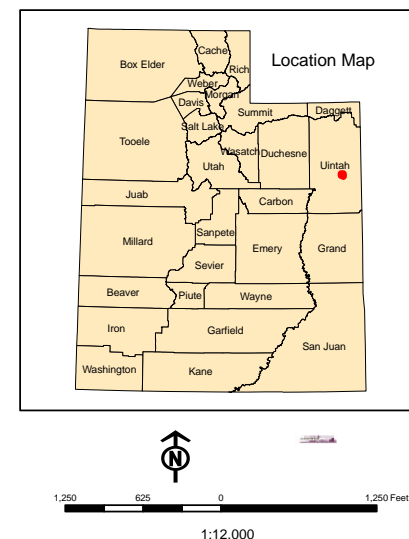 Location Map
Cache
Box Elder
Rich
Weber
Morgan
Davis
Summit
Daggett
Salt Lake
Tooele
Wasatch
Duchesne
Utah
Uintah
Juab
Carbon
Sanpete
Millard
Emery
Grand
Sevier
Beaver
Piute
Wayne
Iron
Garfield
San Juan
Washington
Kane
N
1,250 625 0 1,250 Feet
1:12,000